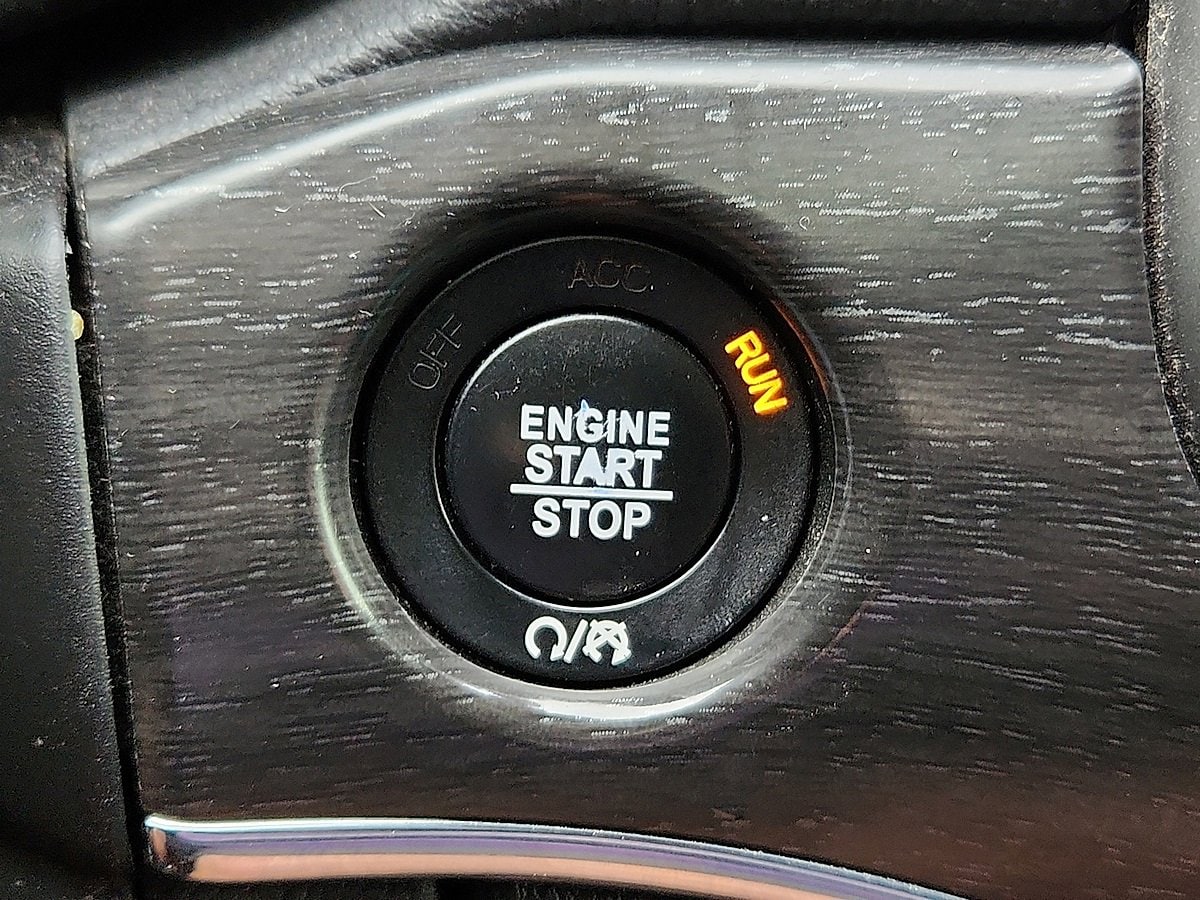 ACC
OFF
RUN
ENGINE
START
STOP